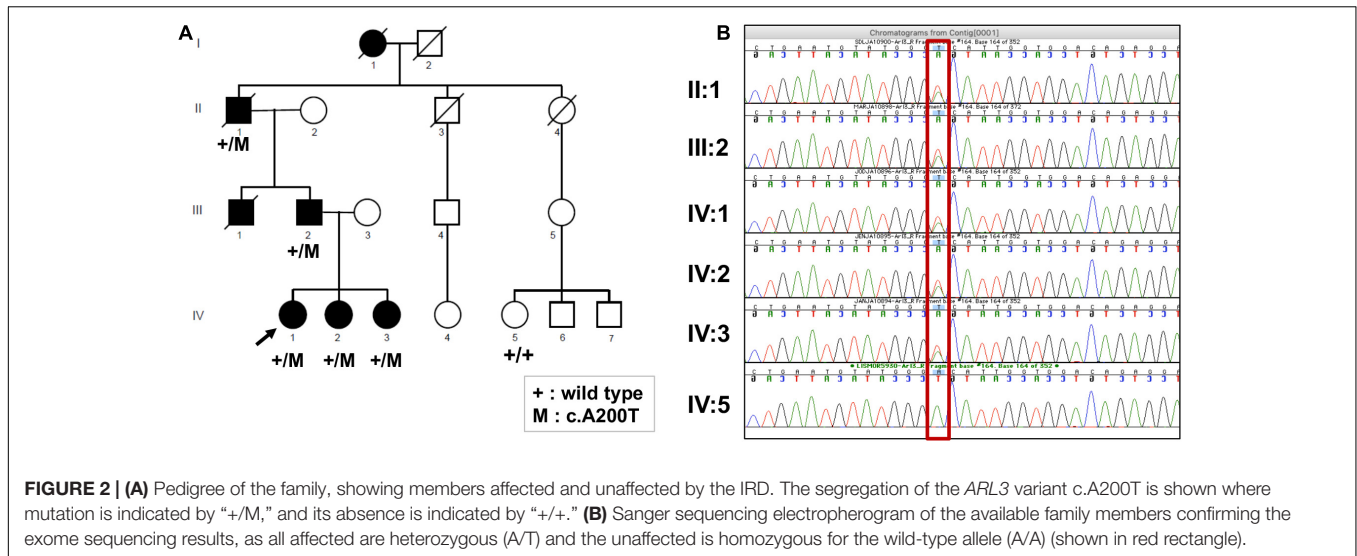 A
I
1 2
II
1 2 3 4
+/M
III
1 2 3 4 5
+/M
IV
1 2 3 4 5 6 7
+/M +/M +/M +/+
+ : wild type
M : c.A200T
B
Chromatograms from Contig[0001]
II:1
III:2
IV:1
IV:2
IV:3
IV:5
FIGURE 2 | (A) Pedigree of the family, showing members affected and unaffected by the IRD. The segregation of the ARL3 variant c.A200T is shown where
mutation is indicated by “+/M,” and its absence is indicated by “+/+.” (B) Sanger sequencing electropherogram of the available family members confirming the
exome sequencing results, as all affected are heterozygous (A/T) and the unaffected is homozygous for the wild-type allele (A/A) (shown in red rectangle).